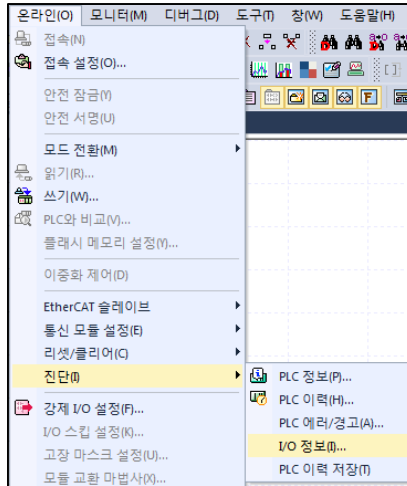 온라인(O) 모니터(M) 디버그(D) 도구(T) 창(W) 도움말(H)
접속(N)
접속 설정(O)...
안전 잠금(Y)
안전 서명(U)
모드 전환(M)
읽기(R)...
쓰기(W)...
PLC와 비교(V)...
플래시 메모리 설정(Y)...
이중화 제어(D)
EtherCAT 슬레이브
통신 모듈 설정(E)
리셋/클리어(C)
진단(I)
PLC 정보(P)...
PLC 이력(H)...
PLC 에러/경고(A)...
I/O 정보(I)...
PLC 이력 저장(T)
강제 I/O 설정(F)...
I/O 스킵 설정(K)...
고장 마스크 설정(U)...
모듈 교환 마법사(X)...